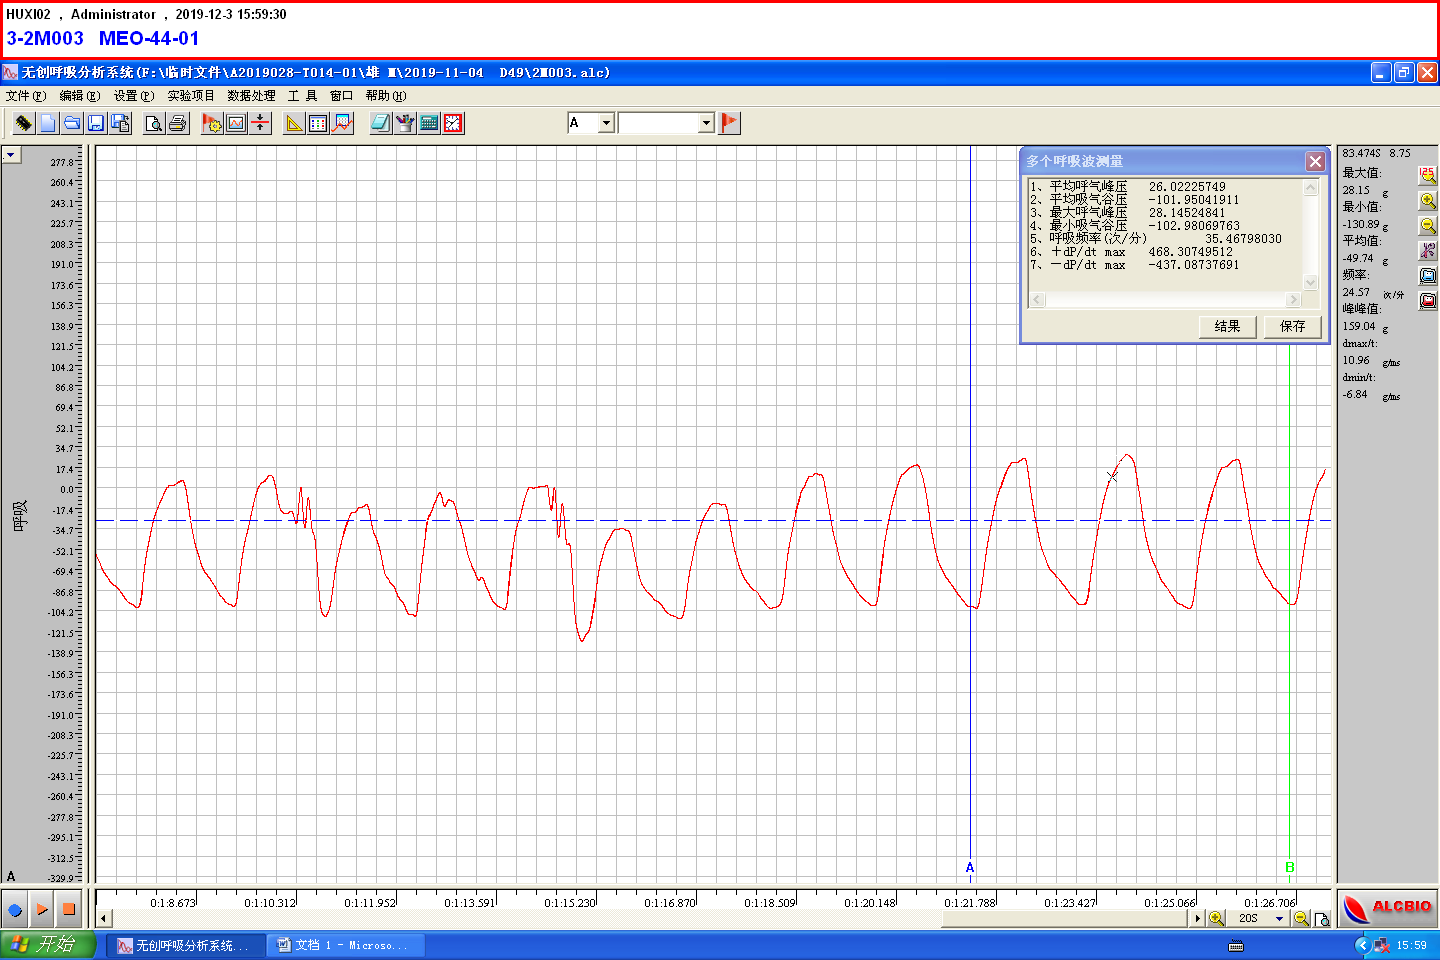 HUXI02 , Administrator , 2019-12-3 15:59:30
3-2M003 MEO-44-01
无创呼吸分析系统(F:\临时文件\A2019028-T014-01\雄 M\2019-11-04 D49\2M003.alc)
文件(F) 编辑(E) 设置(P) 实验项目 数据处理 工 具 窗口 帮助(H)
A
277.8
260.4
243.1
225.7
208.3
191.0
173.6
156.3
138.9
121.5
104.2
86.8
69.4
52.1
34.7
17.4
0.0
-17.4
-34.7
-52.1
-69.4
-86.8
-104.2
-121.5
-138.9
-156.3
-173.6
-191.0
-208.3
-225.7
-243.1
-260.4
-277.8
-295.1
-312.5
-329.9
呼吸
A
多个呼吸波测量
1、平均呼气峰压 26.02225749
2、平均吸气谷压 -101.95041911
3、最大呼气峰压 28.14524841
4、最小吸气谷压 -102.98069763
5、呼吸频率(次/分) 35.46798030
6、＋dP/dt max 468.30749512
7、－dP/dt max -437.08737691
结果 保存
83.474S 8.75
最大值:
28.15 g
最小值:
-130.89 g
平均值:
-49.74 g
频率:
24.57 次/分
峰峰值:
159.04 g
dmax/t:
10.96 g/ms
dmin/t:
-6.84 g/ms
125
A B
0:1:8.673 0:1:10.312 0:1:11.952 0:1:13.591 0:1:15.230 0:1:16.870 0:1:18.509 0:1:20.148 0:1:21.788 0:1:23.427 0:1:25.066 0:1:26.706
20S
ALCBIO
开始 无创呼吸分析系统... 文档 1 - Microso... 15:59